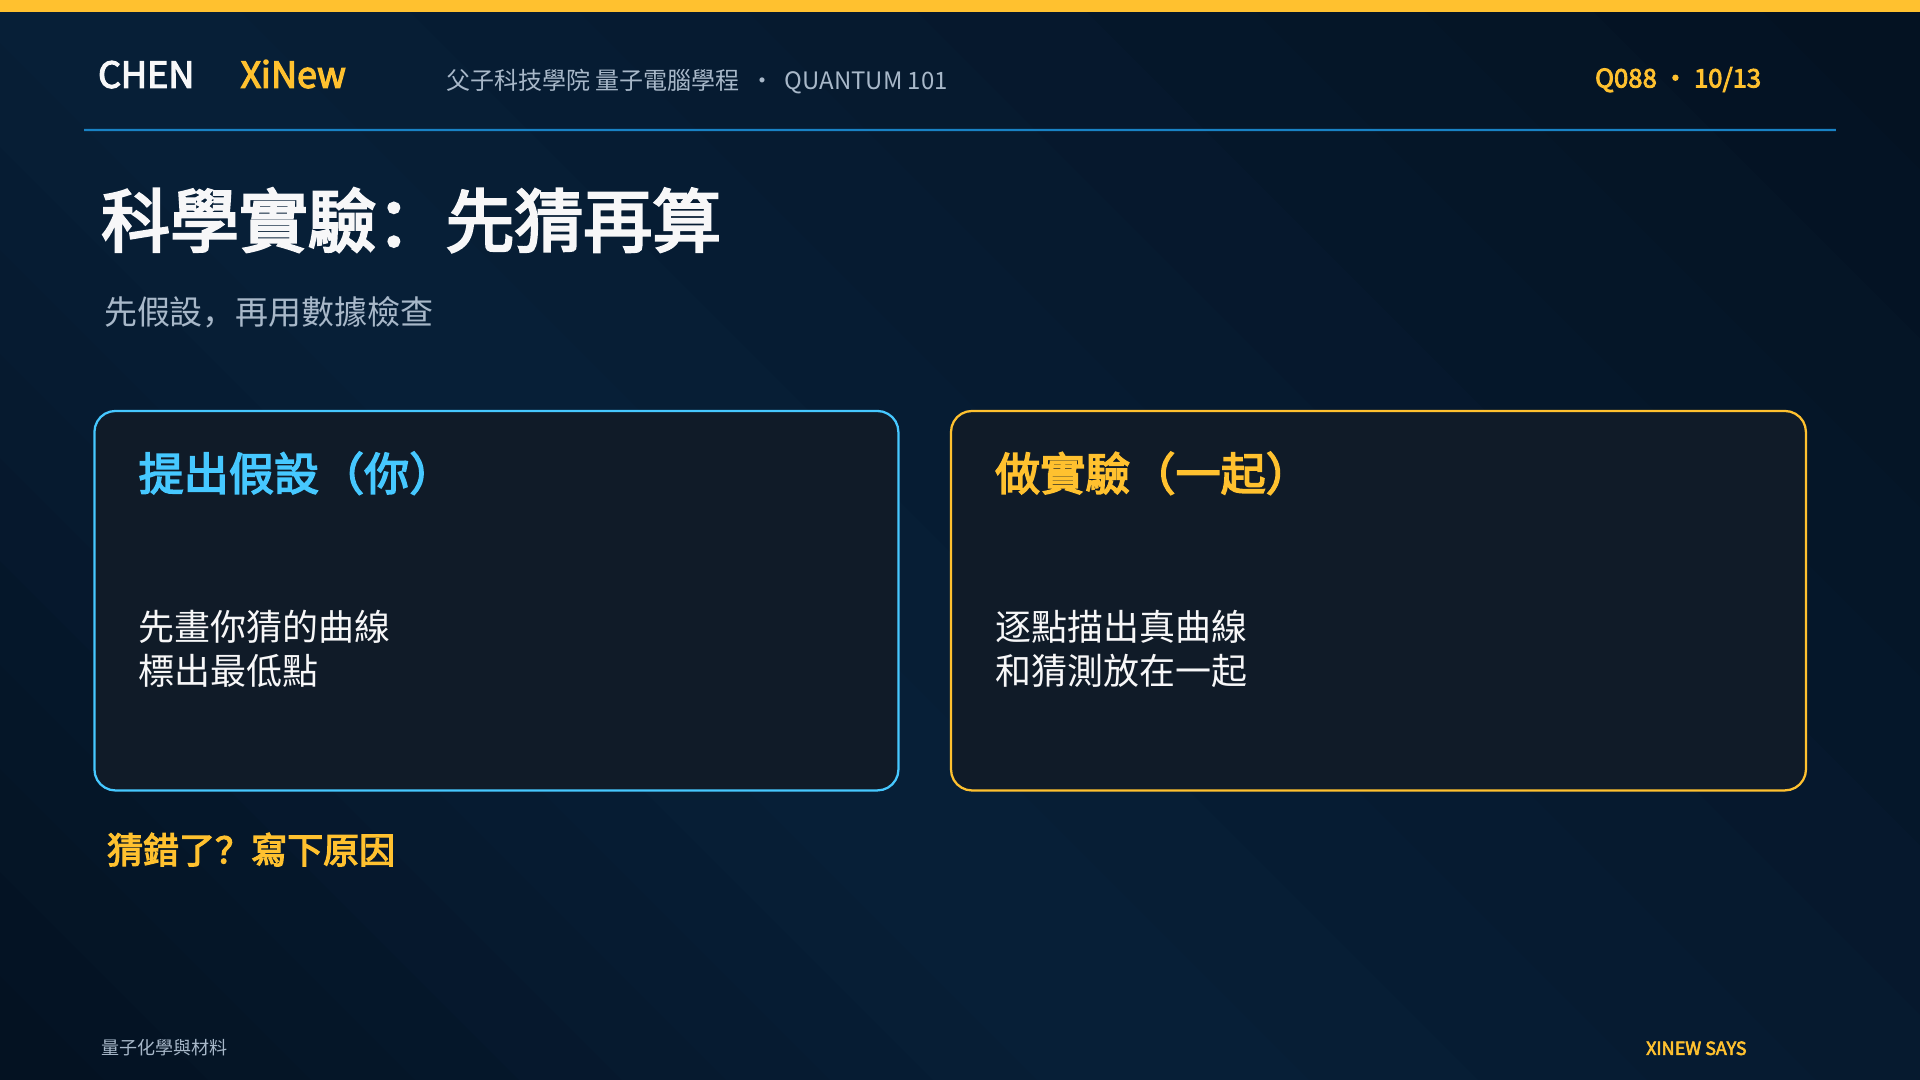 CHEN XiNew 父子科技學院 量子電腦學程 · QUANTUM 101 Q088 · 10/13
科學實驗：先猜再算
先假設，再用數據檢查
提出假設（你）
先畫你猜的曲線
標出最低點
做實驗（一起）
逐點描出真曲線
和猜測放在一起
猜錯了？寫下原因
量子化學與材料
XINEW SAYS